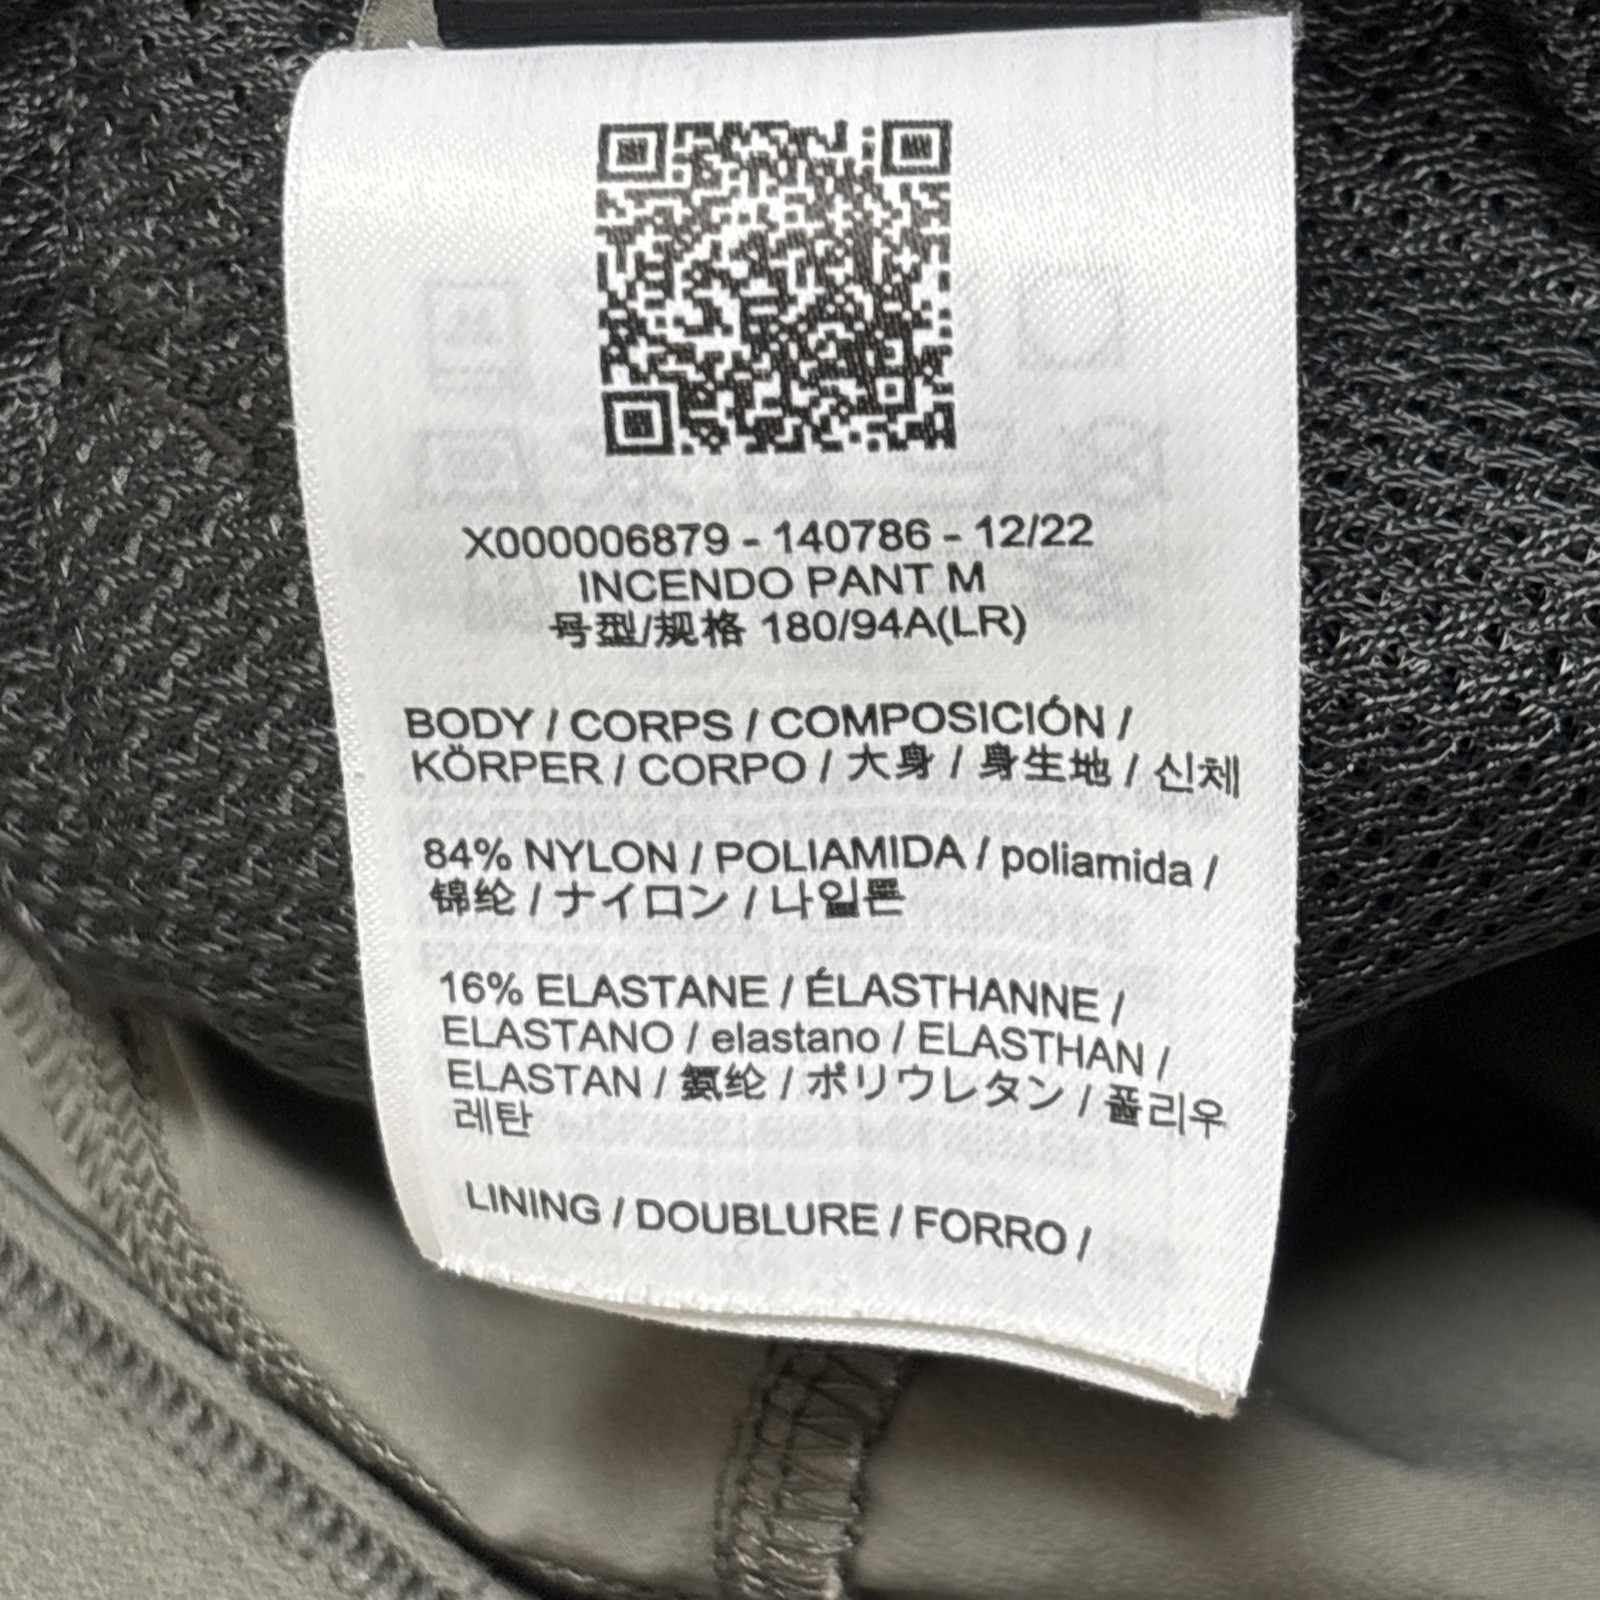 X000006879 - 140786 - 12/22
INCENDO PANT M
号型/规格 180/94A(LR)
BODY / CORPS / COMPOSICIÓN /
KÖRPER / CORPO / 大身 / 身生地 / 신체
84% NYLON / POLIAMIDA / poliamida /
锦纶 / ナイロン / 나일론
16% ELASTANE / ÉLASTHANNE /
ELASTANO / elastano / ELASTHAN /
ELASTAN / 氨纶 / ポリウレタン / 폴리우
레탄
LINING / DOUBLURE / FORRO /